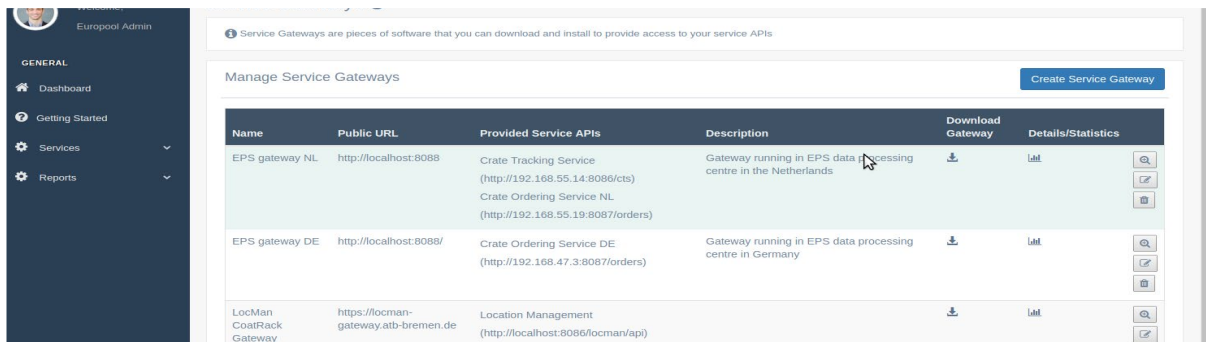 Welcome,
Europool Admin
Service Gateways are pieces of software that you can download and install to provide access to your service APIs
GENERAL
Dashboard
Getting Started
Services
Reports
Manage Service Gateways
Create Service Gateway
Name
Public URL
Provided Service APIs
Description
Download
Gateway
Details/Statistics
EPS gateway NL
http://localhost:8088
Crate Tracking Service
(http://192.168.55.14:8086/cts)
Crate Ordering Service NL
(http://192.168.55.19:8087/orders)
Gateway running in EPS data processing
centre in the Netherlands
EPS gateway DE
http://localhost:8088/
Crate Ordering Service DE
(http://192.168.47.3:8087/orders)
Gateway running in EPS data processing
centre in Germany
LocMan
CoatRack
Gateway
https://locman-
gateway.atb-bremen.de
Location Management
(http://localhost:8086/locman/api)